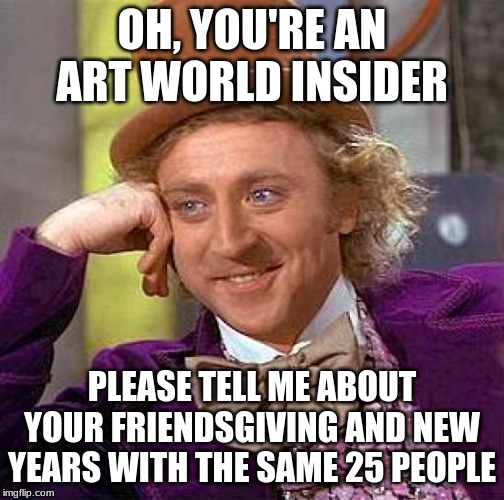 OH, YOU'RE AN
ART WORLD INSIDER
PLEASE TELL ME ABOUT
YOUR FRIENDSGIVING AND NEW
YEARS WITH THE SAME 25 PEOPLE
imgflip.com